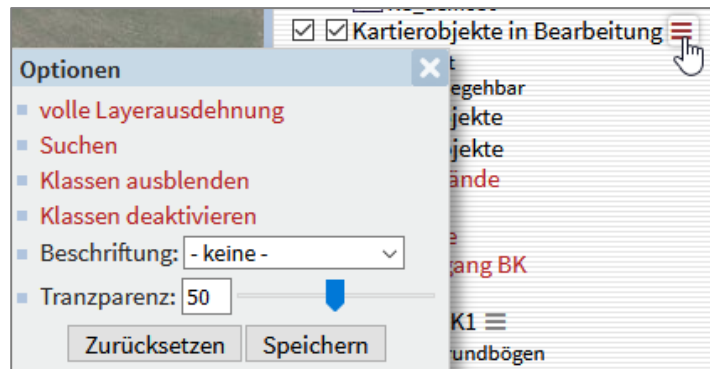 Kartierobjekte in Bearbeitung
Optionen
volle Layerausdehnung
Suchen
Klassen ausblenden
Klassen deaktivieren
Beschriftung: - keine -
Tranzparenz: 50
Zurücksetzen Speichern
t
egehbar
jekte
jekte
ände
e
gang BK
K1
rundbögen